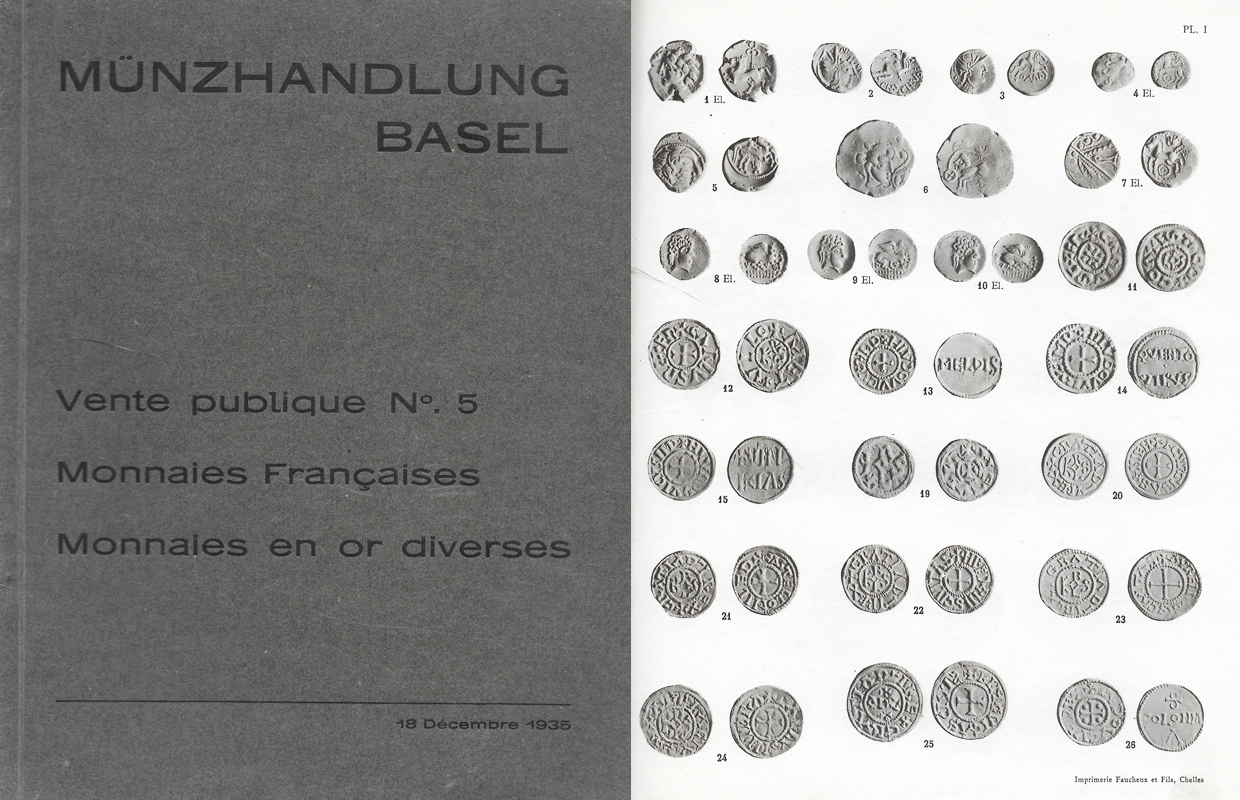 MÜNZHANDLUNG
BASEL
Vente publique Nº. 5
Monnaies Françaises
Monnaies en or diverses
18 Décembre 1935
PL. I
1 El.
2
3
4 El.
5
6
7 El.
8 El.
9 El.
10 El.
11
12
13
14
MELDIS
15
19
20
21
22
23
24
25
26
Imprimerie Faucheux et Fils, Chelles